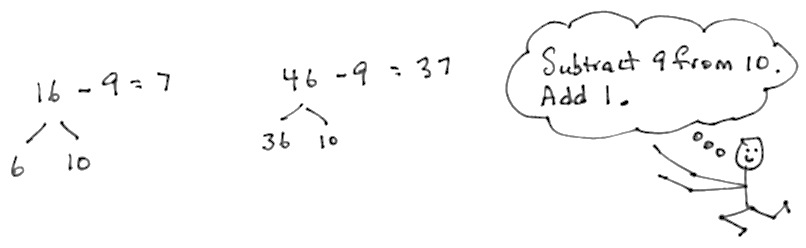 16 - 9 = 7
6 10
46 - 9 = 37
36 10
Subtract 9 from 10.
Add 1.